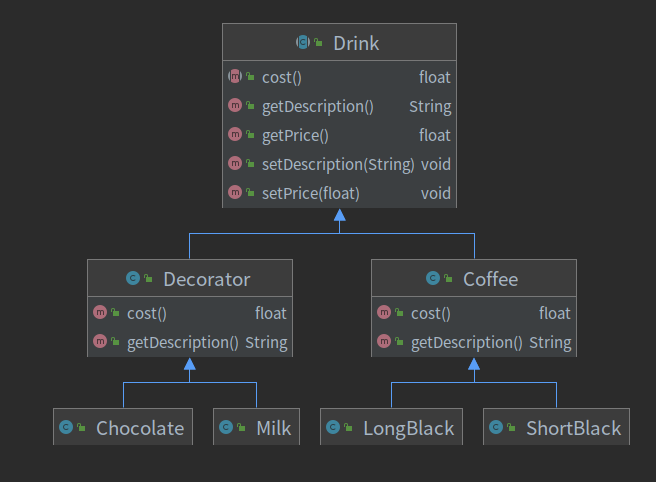 Drink
cost() float
getDescription() String
getPrice() float
setDescription(String) void
setPrice(float) void
Decorator
cost() float
getDescription() String
Coffee
cost() float
getDescription() String
Chocolate
Milk
LongBlack
ShortBlack